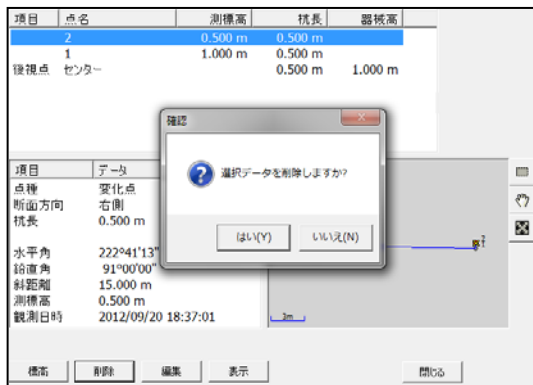 項目 点名 測標高 杭長 器械高
2 0.500 m 0.500 m
1 1.000 m 0.500 m
後視点 センター 0.500 m 1.000 m
確認
選択データを削除しますか?
はい(Y) いいえ(N)
項目 データ
点種 変化点
断面方向 右側
杭長 0.500 m
水平角 222°41'13"
鉛直角 91°00'00"
斜距離 15.000 m
測標高 0.500 m
観測日時 2012/09/20 18:37:01
2m
標高 削除 編集 表示 閉じる